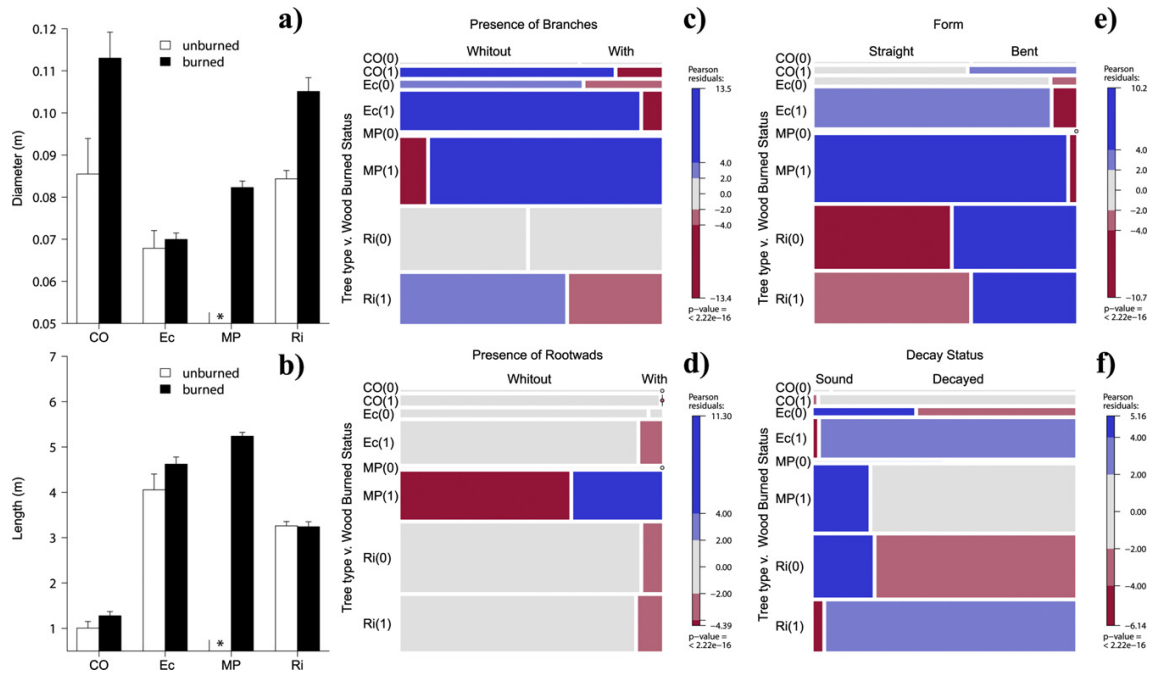 a)
unburned
burned
Diameter (m)
0.12
0.11
0.10
0.09
0.08
0.07
0.06
0.05
*
CO Ec MP Ri
b)
unburned
burned
Length (m)
7
6
5
4
3
2
1
*
CO Ec MP Ri
c)
Presence of Branches
Whitout With
Tree type v. Wood Burned Status
CO(0)
CO(1)
Ec(0)
Ec(1)
MP(0)
MP(1)
Ri(0)
Ri(1)
Pearson
residuals:
13.5
4.0
2.0
0.0
−2.0
−4.0
−13.4
p-value =
< 2.22e-16
d)
Presence of Rootwads
Whitout With
Tree type v. Wood Burned Status
CO(0)
CO(1)
Ec(0)
Ec(1)
MP(0)
MP(1)
Ri(0)
Ri(1)
Pearson
residuals:
11.30
4.00
2.00
0.00
−2.00
−4.39
p-value =
< 2.22e-16
e)
Form
Straight Bent
Tree type v. Wood Burned Status
CO(0)
CO(1)
Ec(0)
Ec(1)
MP(0)
MP(1)
Ri(0)
Ri(1)
Pearson
residuals:
10.2
4.0
2.0
0.0
−2.0
−4.0
−10.7
p-value =
< 2.22e-16
f)
Decay Status
Sound Decayed
Tree type v. Wood Burned Status
CO(0)
CO(1)
Ec(0)
Ec(1)
MP(0)
MP(1)
Ri(0)
Ri(1)
Pearson
residuals:
5.16
4.00
2.00
0.00
−2.00
−4.00
−6.14
p-value =
< 2.22e-16